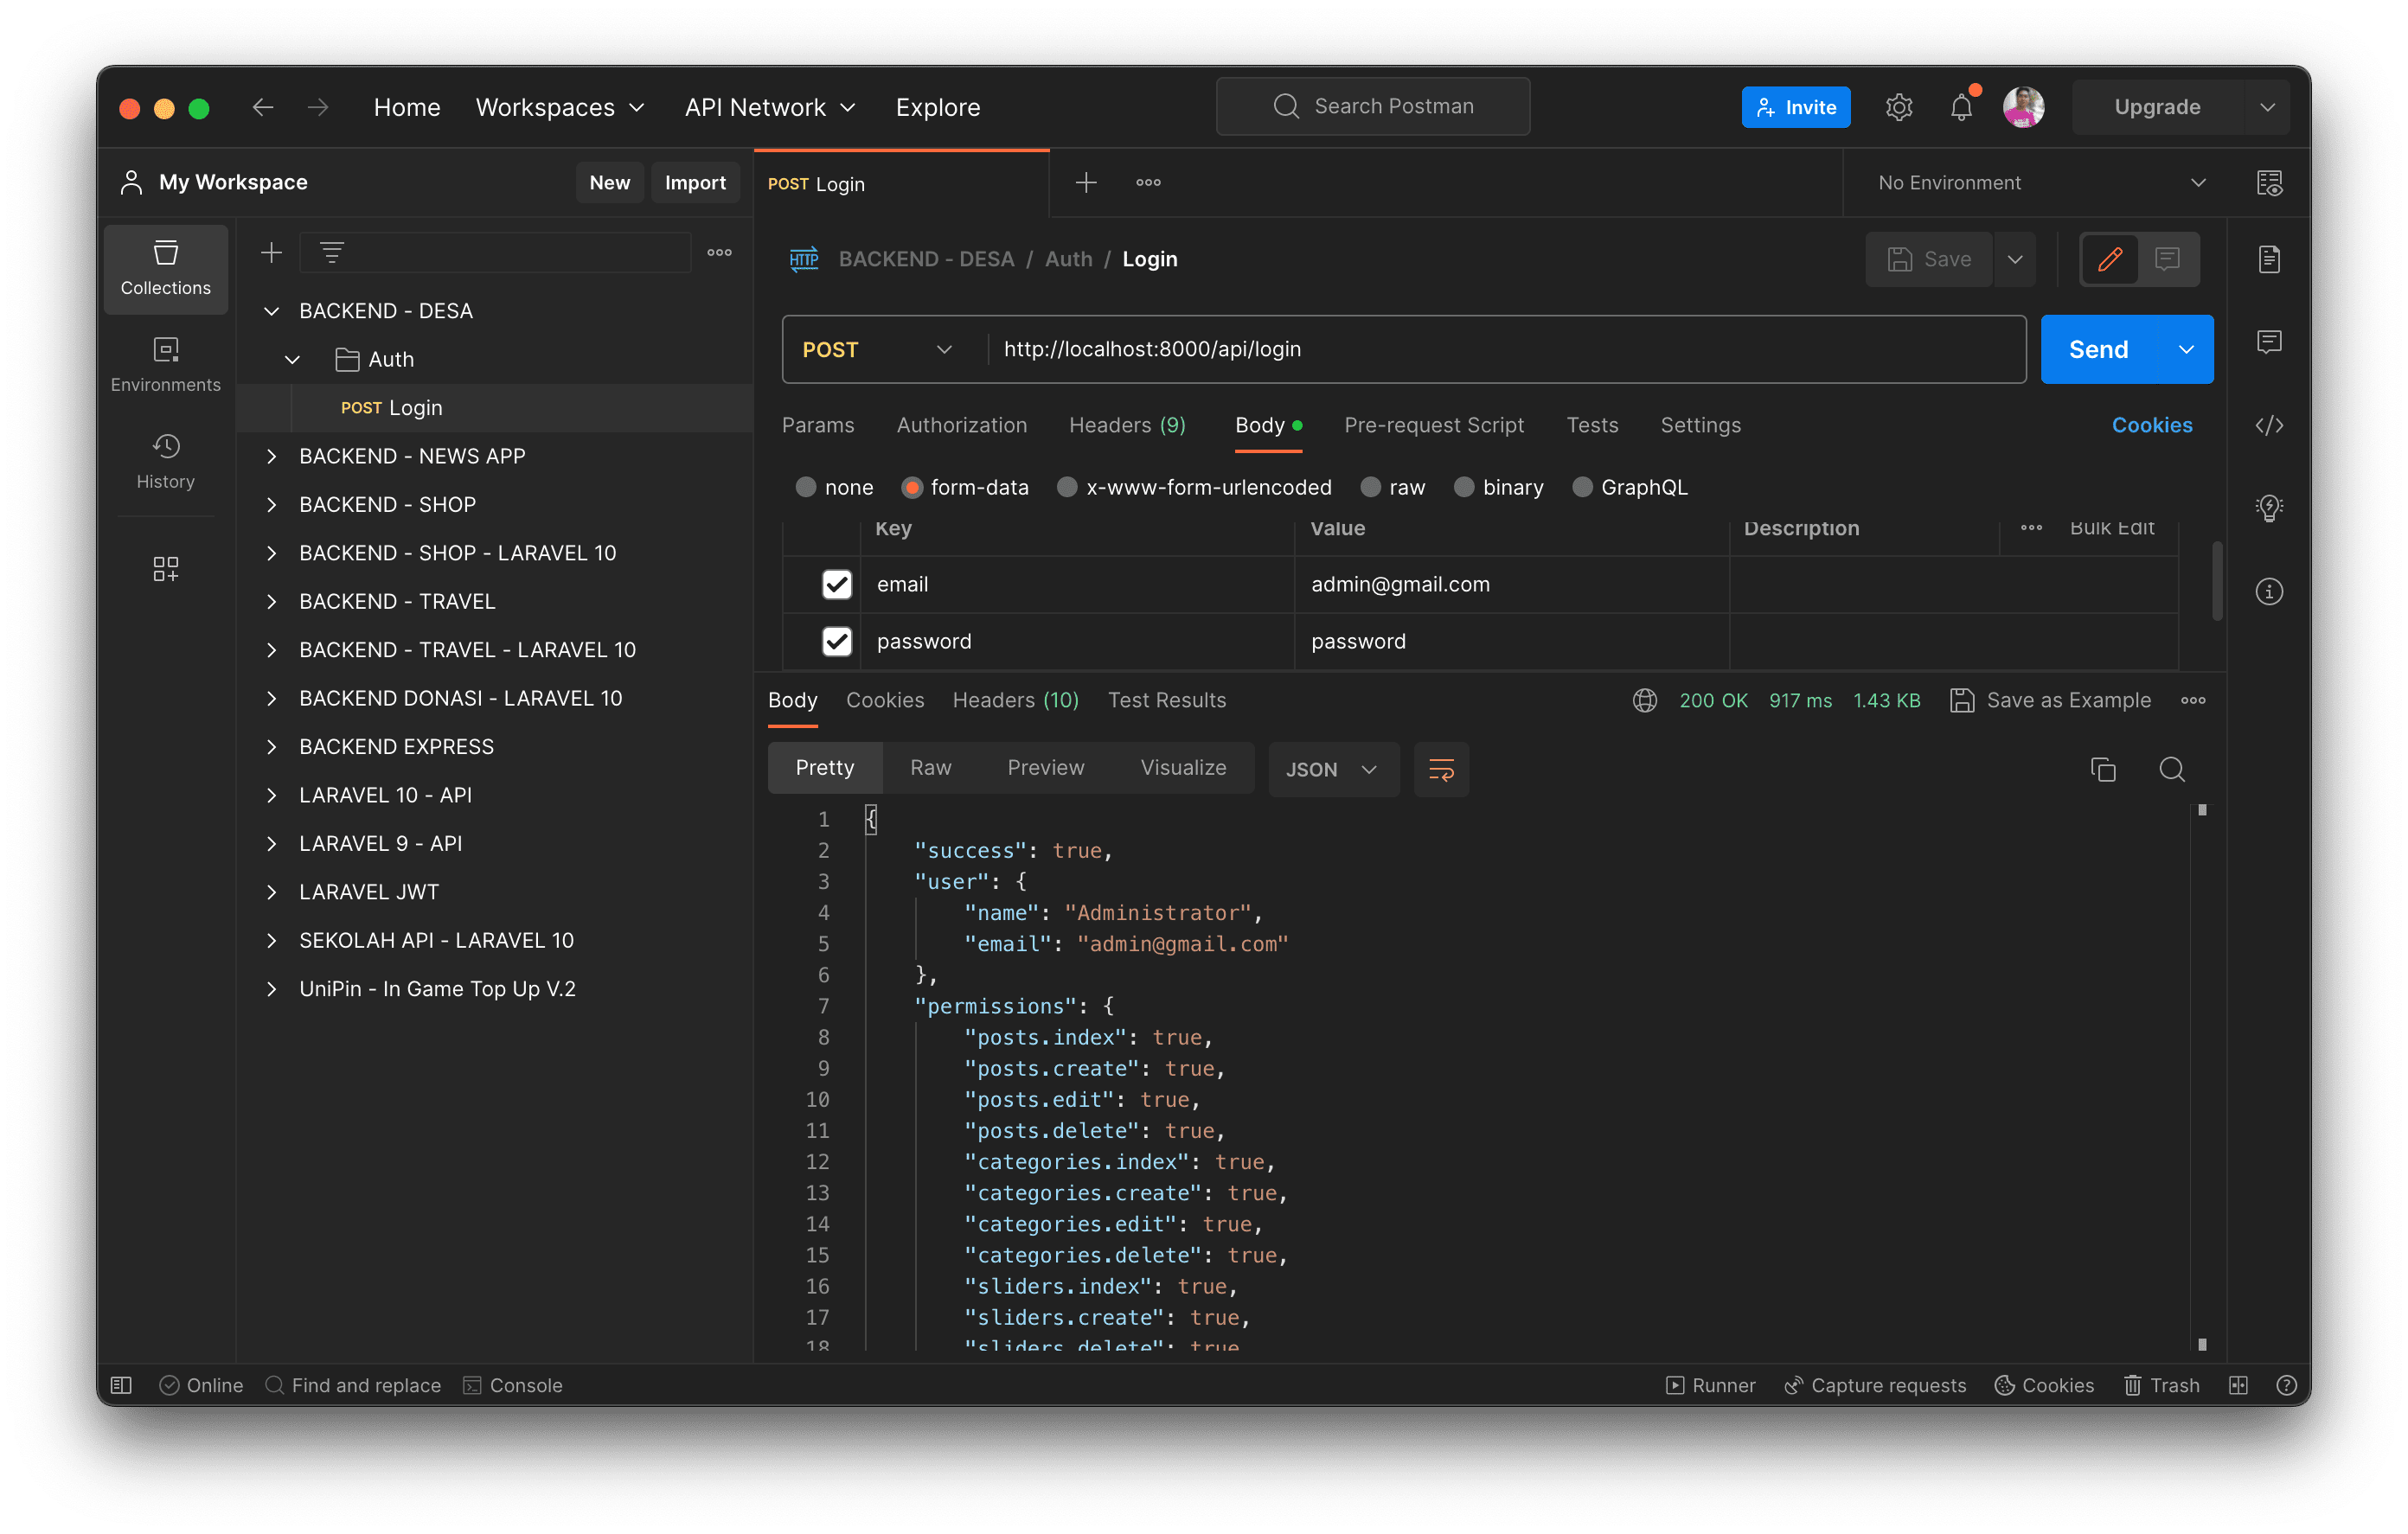 Home Workspaces API Network Explore Search Postman Invite Upgrade
My Workspace New Import
POST Login
No Environment
Collections
Environments
History
BACKEND - DESA
Auth
POST Login
BACKEND - NEWS APP
BACKEND - SHOP
BACKEND - SHOP - LARAVEL 10
BACKEND - TRAVEL
BACKEND - TRAVEL - LARAVEL 10
BACKEND DONASI - LARAVEL 10
BACKEND EXPRESS
LARAVEL 10 - API
LARAVEL 9 - API
LARAVEL JWT
SEKOLAH API - LARAVEL 10
UniPin - In Game Top Up V.2
HTTP BACKEND - DESA / Auth / Login Save
POST http://localhost:8000/api/login Send
Params Authorization Headers (9) Body Pre-request Script Tests Settings Cookies
none form-data x-www-form-urlencoded raw binary GraphQL
Key Value Description Bulk Edit
email admin@gmail.com
password password
Body Cookies Headers (10) Test Results 200 OK 917 ms 1.43 KB Save as Example
Pretty Raw Preview Visualize JSON
1 {
2 "success": true,
3 "user": {
4 "name": "Administrator",
5 "email": "admin@gmail.com"
6 },
7 "permissions": {
8 "posts.index": true,
9 "posts.create": true,
10 "posts.edit": true,
11 "posts.delete": true,
12 "categories.index": true,
13 "categories.create": true,
14 "categories.edit": true,
15 "categories.delete": true,
16 "sliders.index": true,
17 "sliders.create": true,
18 "sliders.delete": true
Online Find and replace Console Runner Capture requests Cookies Trash